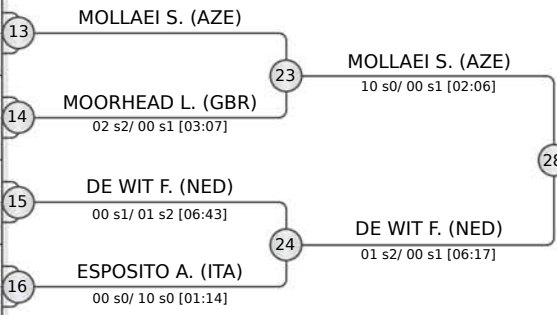 13
MOLLAEI S. (AZE)
23
MOLLAEI S. (AZE)
10 s0/ 00 s1 [02:06]
14
MOORHEAD L. (GBR)
02 s2/ 00 s1 [03:07]
28
15
DE WIT F. (NED)
00 s1/ 01 s2 [06:43]
24
DE WIT F. (NED)
01 s2/ 00 s1 [06:17]
16
ESPOSITO A. (ITA)
00 s0/ 10 s0 [01:14]